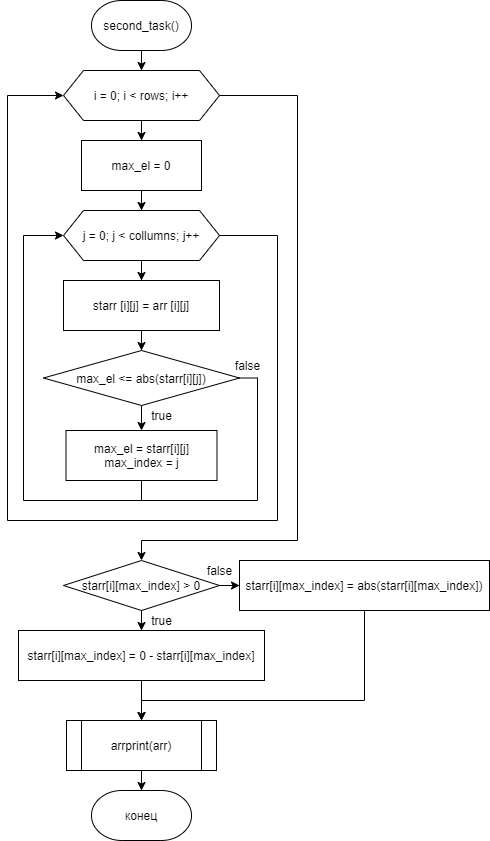 second_task()
i = 0; i < rows; i++
max_el = 0
j = 0; j < collumns; j++
starr [i][j] = arr [i][j]
false
max_el <= abs(starr[i][j])
true
max_el = starr[i][j]
max_index = j
false
starr[i][max_index] > 0
starr[i][max_index] = abs(starr[i][max_index])
true
starr[i][max_index] = 0 - starr[i][max_index]
arrprint(arr)
конец